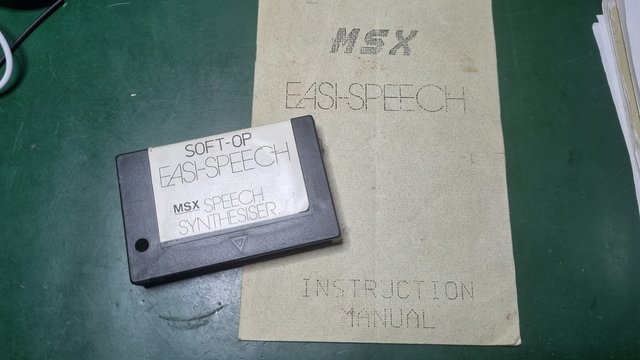 MSX
EASI-SPEECH
INSTRUCTION
MANUAL
SOFT-OP
EASI-SPEECH
MSX SPEECH
SYNTHESISER